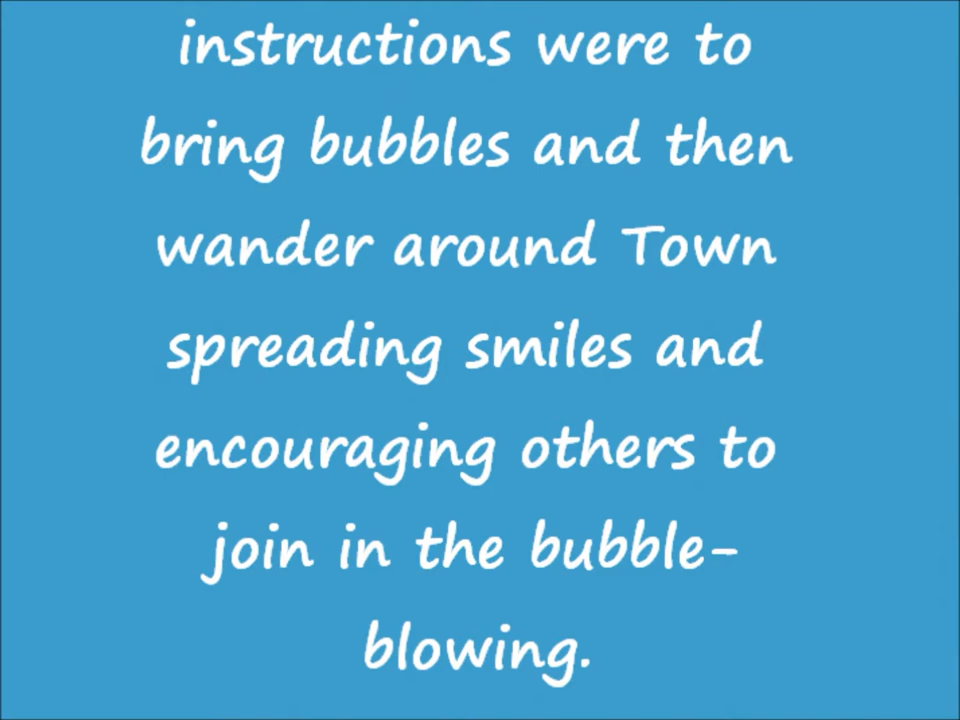 instructions were to
bring bubbles and then
wander around Town
spreading smiles and
encouraging others to
join in the bubble-
blowing.